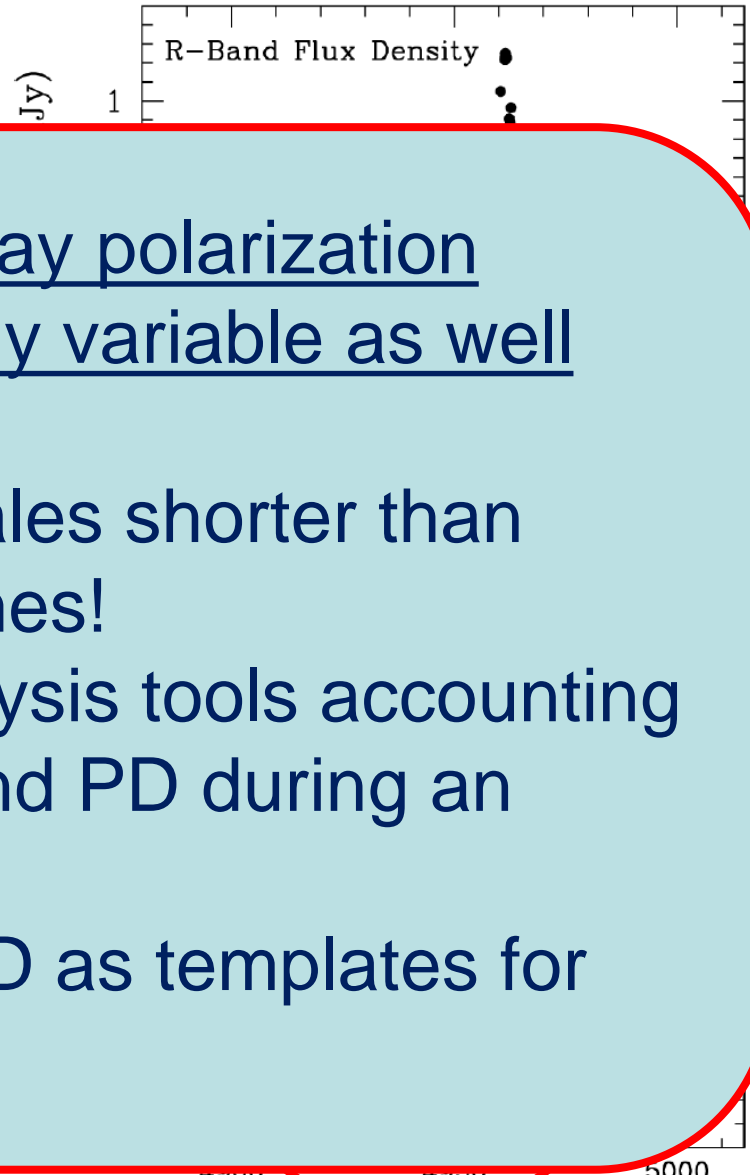 R-Band Flux Density
Jy)
1
ay polarization
y variable as well
ales shorter than
nes!
ysis tools accounting
nd PD during an
D as templates for
5000